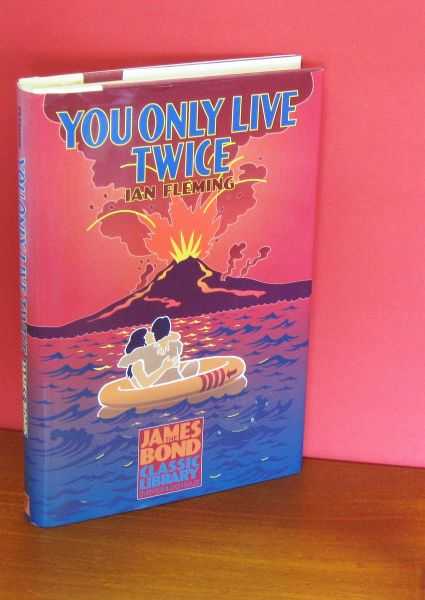 YOU ONLY LIVE
TWICE
IAN FLEMING
JAMES
BOND
CLASSIC
LIBRARY
YOU ONLY LIVE TWICE